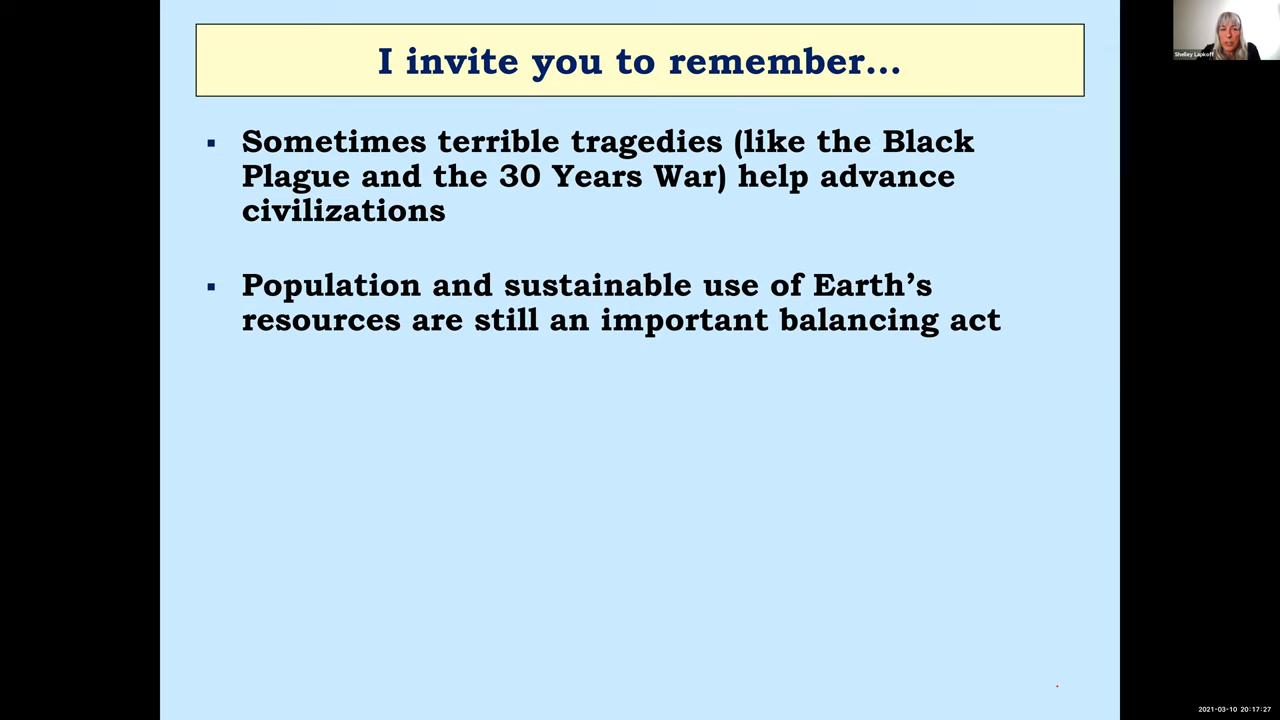 I invite you to remember...
Shelley Lapkoff
▪ Sometimes terrible tragedies (like the Black
Plague and the 30 Years War) help advance
civilizations
▪ Population and sustainable use of Earth’s
resources are still an important balancing act
2021-03-10 20:17:27